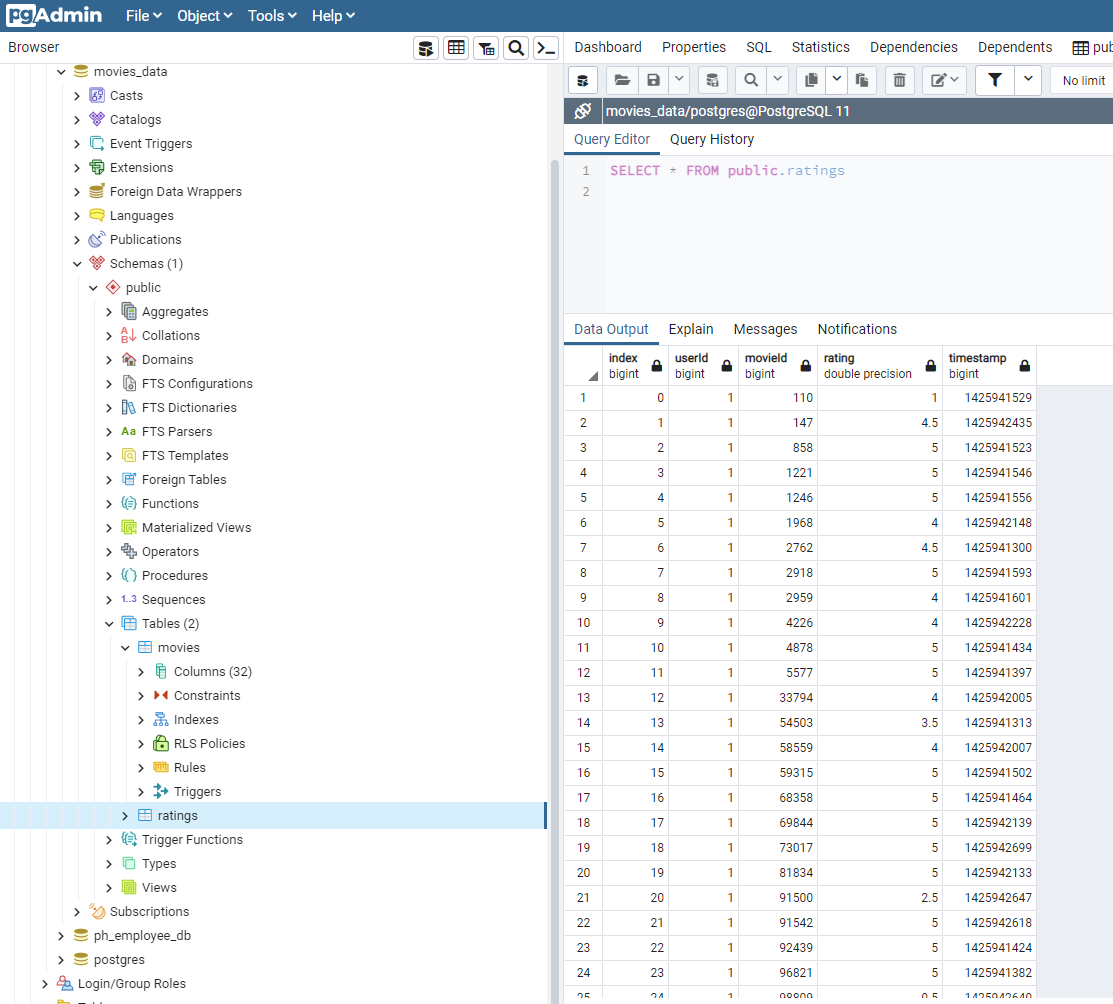 pgAdmin File Object Tools Help
Browser
movies_data
Casts
Catalogs
Event Triggers
Extensions
Foreign Data Wrappers
Languages
Publications
Schemas (1)
public
Aggregates
Collations
Domains
FTS Configurations
FTS Dictionaries
Aa FTS Parsers
FTS Templates
Foreign Tables
Functions
Materialized Views
Operators
Procedures
1..3 Sequences
Tables (2)
movies
Columns (32)
Constraints
Indexes
RLS Policies
Rules
Triggers
ratings
Trigger Functions
Types
Views
Subscriptions
ph_employee_db
postgres
Login/Group Roles
Dashboard Properties SQL Statistics Dependencies Dependents pub
No limit
movies_data/postgres@PostgreSQL 11
Query Editor Query History
1 SELECT * FROM public.ratings
2
Data Output Explain Messages Notifications
index userId movieId rating timestamp
bigint bigint bigint double precision bigint
1 0 1 110 1 1425941529
2 1 1 147 4.5 1425942435
3 2 1 858 5 1425941523
4 3 1 1221 5 1425941546
5 4 1 1246 5 1425941556
6 5 1 1968 4 1425942148
7 6 1 2762 4.5 1425941300
8 7 1 2918 5 1425941593
9 8 1 2959 4 1425941601
10 9 1 4226 4 1425942228
11 10 1 4878 5 1425941434
12 11 1 5577 5 1425941397
13 12 1 33794 4 1425942005
14 13 1 54503 3.5 1425941313
15 14 1 58559 4 1425942007
16 15 1 59315 5 1425941502
17 16 1 68358 5 1425941464
18 17 1 69844 5 1425942139
19 18 1 73017 5 1425942699
20 19 1 81834 5 1425942133
21 20 1 91500 2.5 1425942647
22 21 1 91542 5 1425942618
23 22 1 92439 5 1425941424
24 23 1 96821 5 1425941382
25 24 1 98809 0.5 1425942640